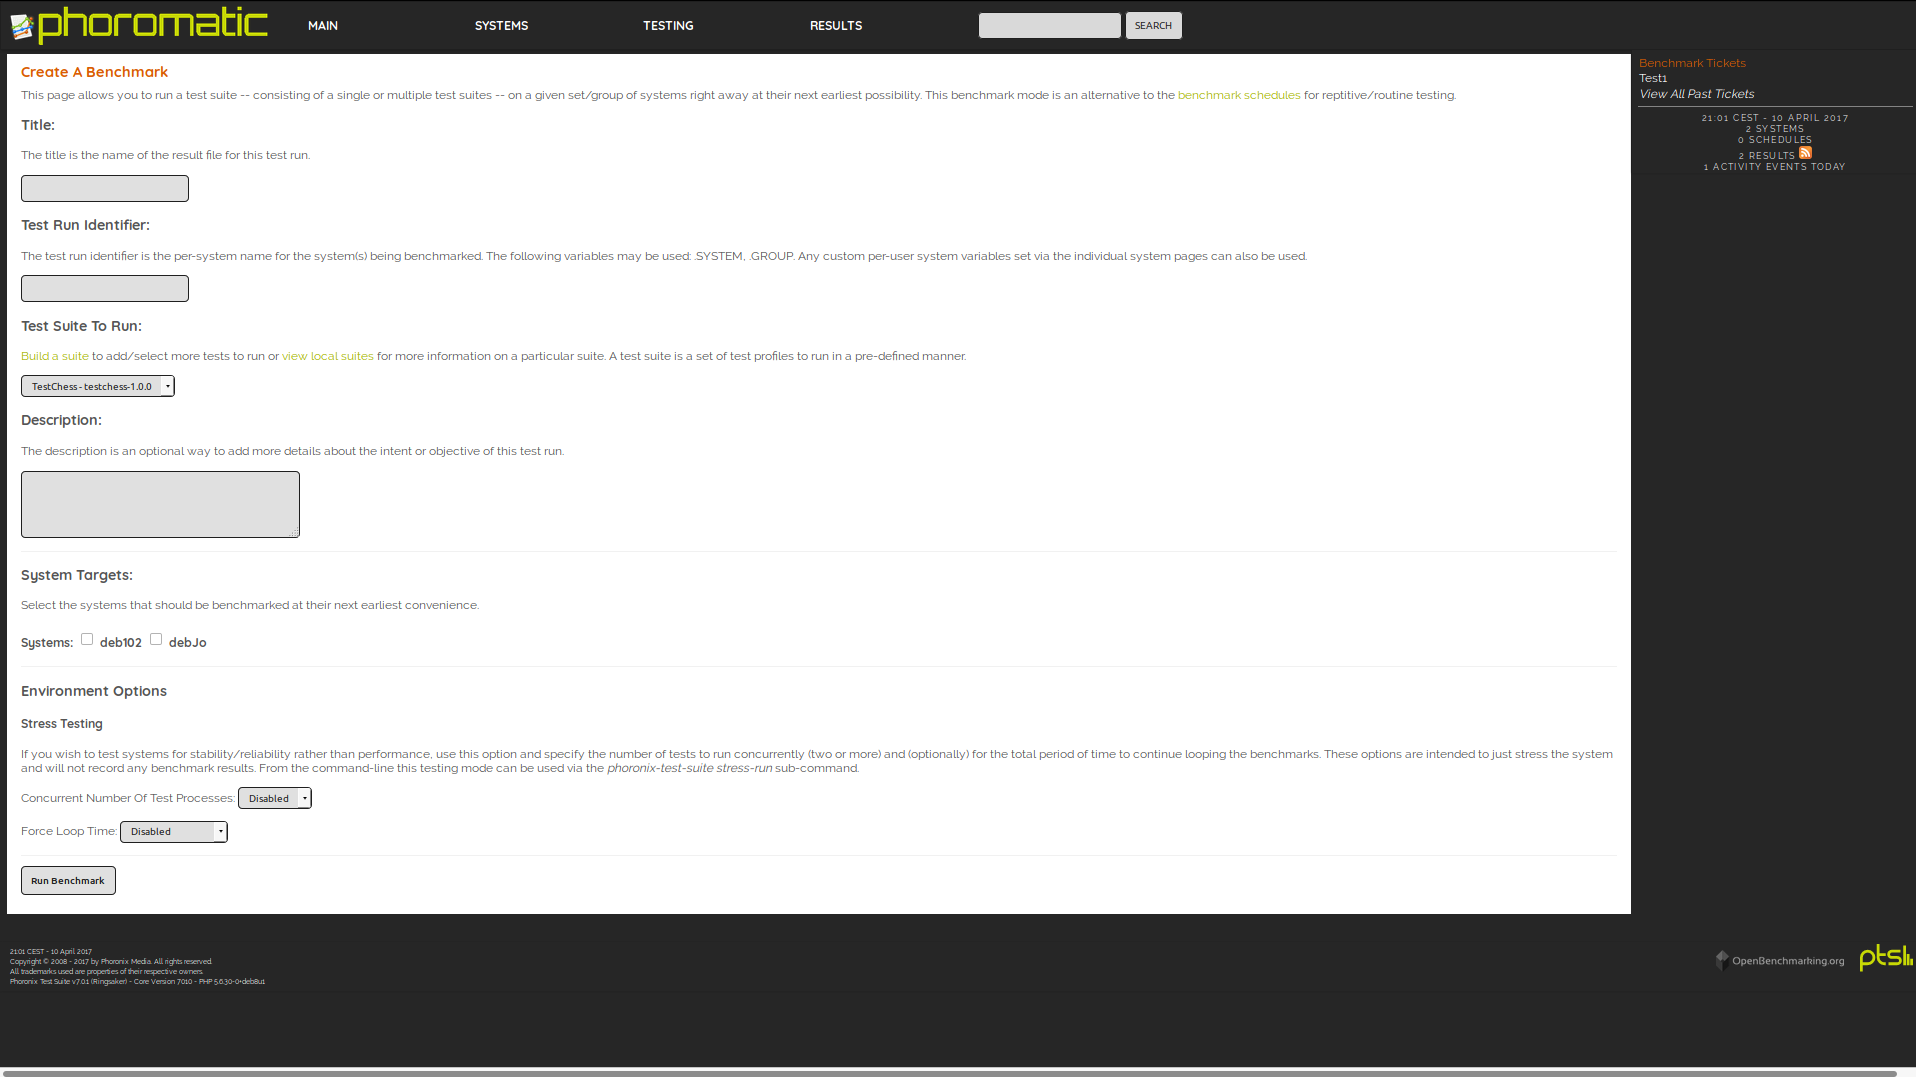 phoromatic
MAIN
SYSTEMS
TESTING
RESULTS
SEARCH
Create A Benchmark
This page allows you to run a test suite -- consisting of a single or multiple test suites -- on a given set/group of systems right away at their next earliest possibility. This benchmark mode is an alternative to the benchmark schedules for reptitive/routine testing.
Title:
The title is the name of the result file for this test run.
Test Run Identifier:
The test run identifier is the per-system name for the system(s) being benchmarked. The following variables may be used: .SYSTEM, .GROUP. Any custom per-user system variables set via the individual system pages can also be used.
Test Suite To Run:
Build a suite to add/select more tests to run or view local suites for more information on a particular suite. A test suite is a set of test profiles to run in a pre-defined manner.
TestChess - testchess-1.0.0
Description:
The description is an optional way to add more details about the intent or objective of this test run.
System Targets:
Select the systems that should be benchmarked at their next earliest convenience.
Systems: deb102 debJo
Environment Options
Stress Testing
If you wish to test systems for stability/reliability rather than performance, use this option and specify the number of tests to run concurrently (two or more) and (optionally) for the total period of time to continue looping the benchmarks. These options are intended to just stress the system
and will not record any benchmark results. From the command-line this testing mode can be used via the phoronix-test-suite stress-run sub-command.
Concurrent Number Of Test Processes: Disabled
Force Loop Time: Disabled
Run Benchmark
Benchmark Tickets
Test1
View All Past Tickets
21:01 CEST - 10 APRIL 2017
2 SYSTEMS
0 SCHEDULES
2 RESULTS
1 ACTIVITY EVENTS TODAY
21:01 CEST - 10 April 2017
Copyright © 2008 - 2017 by Phoronix Media. All rights reserved.
All trademarks used are properties of their respective owners.
Phoronix Test Suite v7.0.1 (Ringsaker) - Core Version 7010 - PHP 5.6.30-0+deb8u1
OpenBenchmarking.org
pts